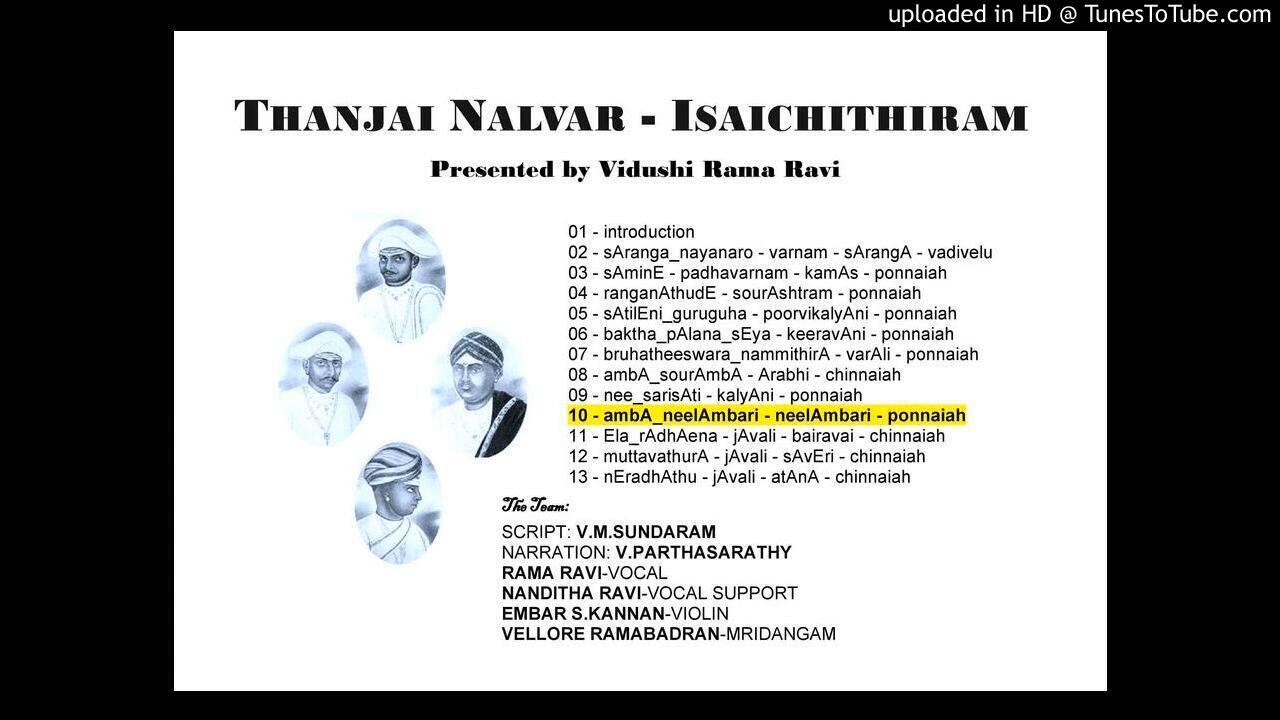 uploaded in HD @ TunesToTube.com
THANJAI NALVAR - ISAICHITHIRAM
Presented by Vidushi Rama Ravi
01 - introduction
02 - sAranga_nayanaro - varnam - sArangA - vadivelu
03 - sAminE - padhavarnam - kamAs - ponnaiah
04 - ranganAthudE - sourAshtram - ponnaiah
05 - sAtilEni_guruguha - poorvikalyAni - ponnaiah
06 - baktha_pAlana_sEya - keeravAni - ponnaiah
07 - bruhatheeswara_nammithirA - varAli - ponnaiah
08 - ambA_sourAmbA - Arabhi - chinnaiah
09 - nee_sarisAti - kalyAni - ponnaiah
10 - ambA_neelAmbari - neelAmbari - ponnaiah
11 - Ela_rAdhAena - jAvali - bairavai - chinnaiah
12 - muttavathurA - jAvali - sAvEri - chinnaiah
13 - nEradhAthu - jAvali - atAnA - chinnaiah
The Team:
SCRIPT: V.M.SUNDARAM
NARRATION: V.PARTHASARATHY
RAMA RAVI-VOCAL
NANDITHA RAVI-VOCAL SUPPORT
EMBAR S.KANNAN-VIOLIN
VELLORE RAMABADRAN-MRIDANGAM